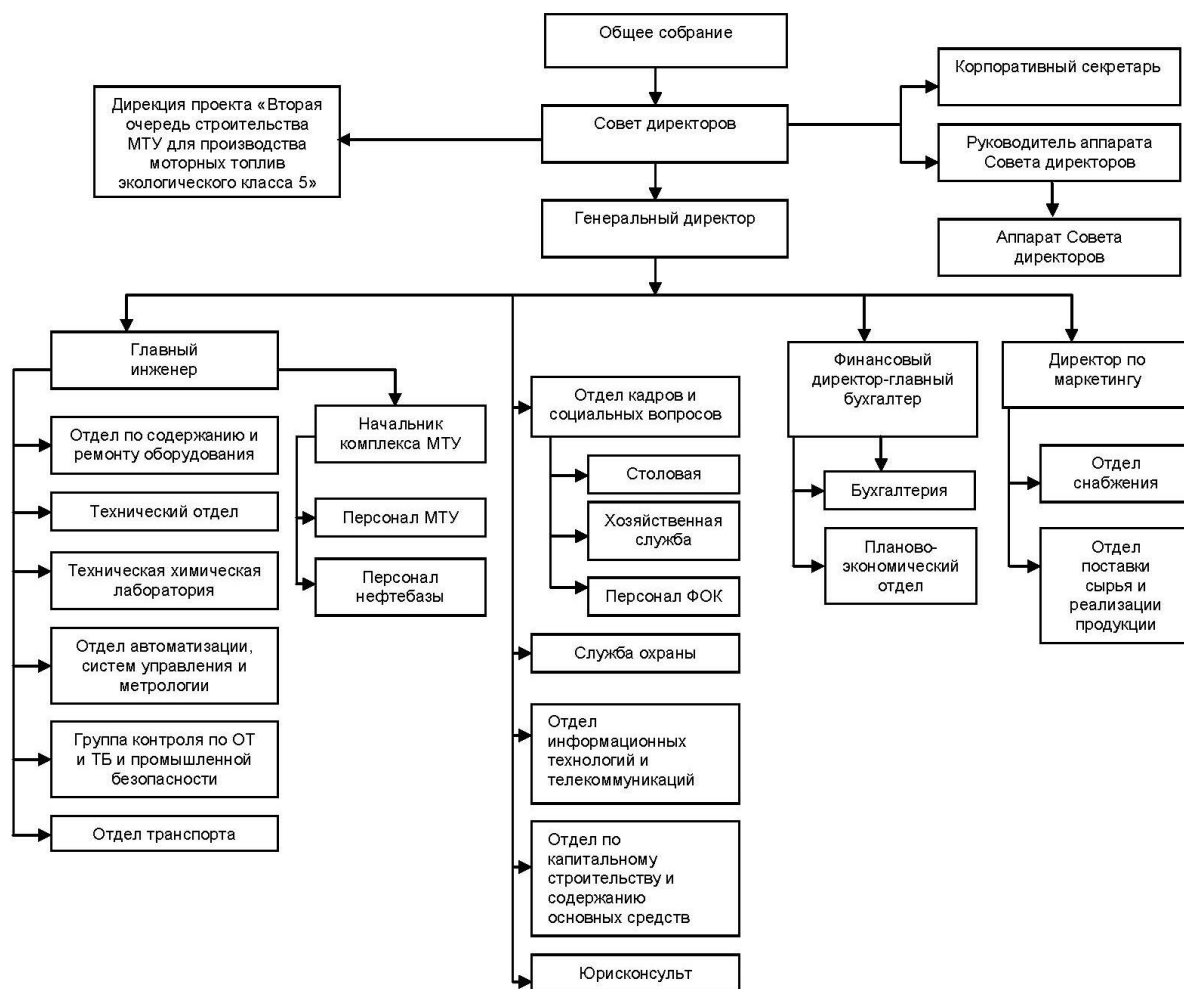 Общее собрание
Корпоративный секретарь
Дирекция проекта «Вторая
очередь строительства
МТУ для производства
моторных топлив
экологического класса 5»
Совет директоров
Руководитель аппарата
Совета директоров
Генеральный директор
Аппарат Совета
директоров
Главный
инженер
Отдел по содержанию и
ремонту оборудования
Технический отдел
Техническая химическая
лаборатория
Отдел автоматизации,
систем управления и
метрологии
Группа контроля по ОТ
и ТБ и промышленной
безопасности
Отдел транспорта
Начальник
комплекса МТУ
Персонал МТУ
Персонал
нефтебазы
Отдел кадров и
социальных вопросов
Столовая
Хозяйственная
служба
Персонал ФОК
Служба охраны
Отдел
информационных
технологий и
телекоммуникаций
Отдел по
капитальному
строительству и
содержанию
основных средств
Юрисконсульт
Финансовый
директор-главный
бухгалтер
Бухгалтерия
Планово-
экономический
отдел
Директор по
маркетингу
Отдел
снабжения
Отдел
поставки
сырья и
реализации
продукции